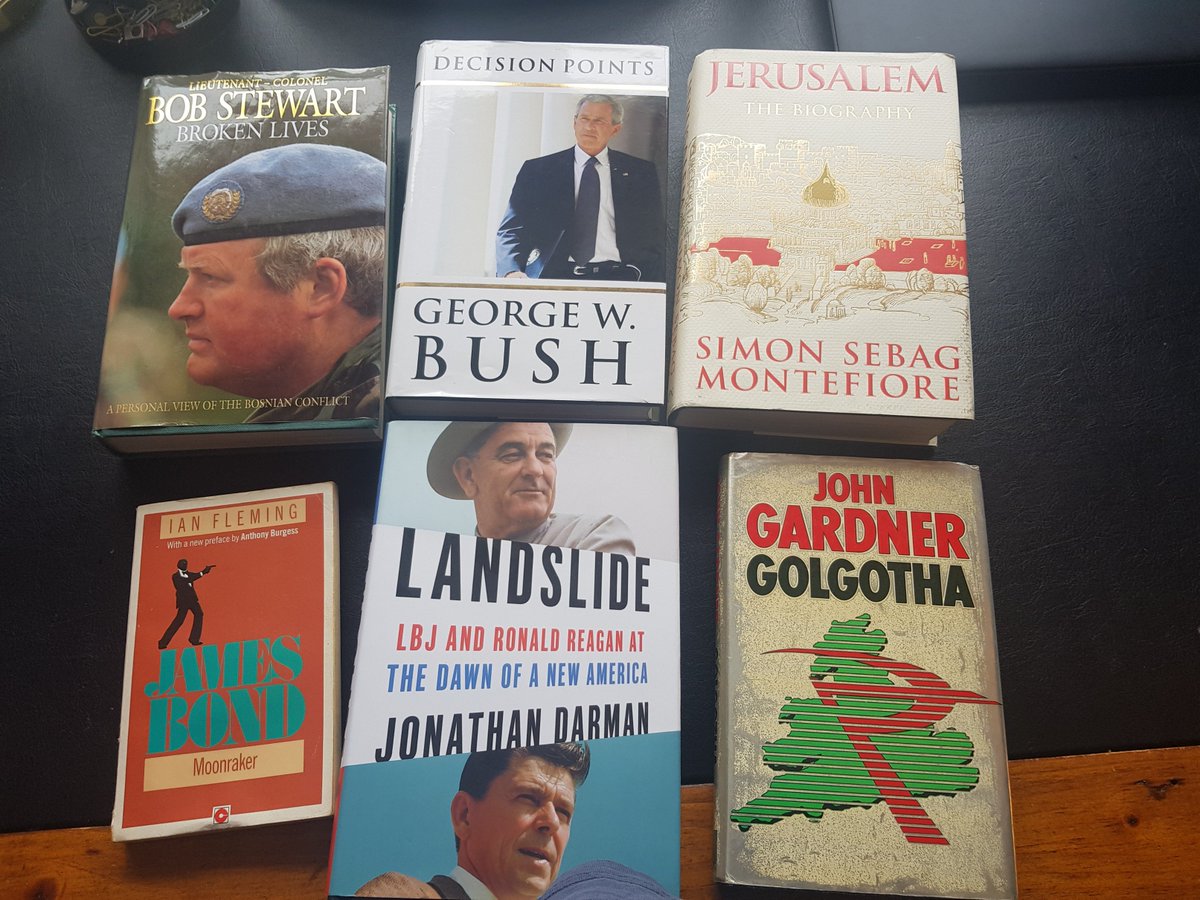 LIEUTENANT-COLONEL
BOB STEWART
BROKEN LIVES
A PERSONAL VIEW OF THE BOSNIAN CONFLICT
DECISION POINTS
GEORGE W.
BUSH
JERUSALEM
THE BIOGRAPHY
SIMON SEBAG
MONTEFIORE
IAN FLEMING
With a new preface by Anthony Burgess
JAMES
BOND
Moonraker
C
LANDSLIDE
LBJ AND RONALD REAGAN AT
THE DAWN OF A NEW AMERICA
JONATHAN DARMAN
JOHN
GARDNER
GOLGOTHA